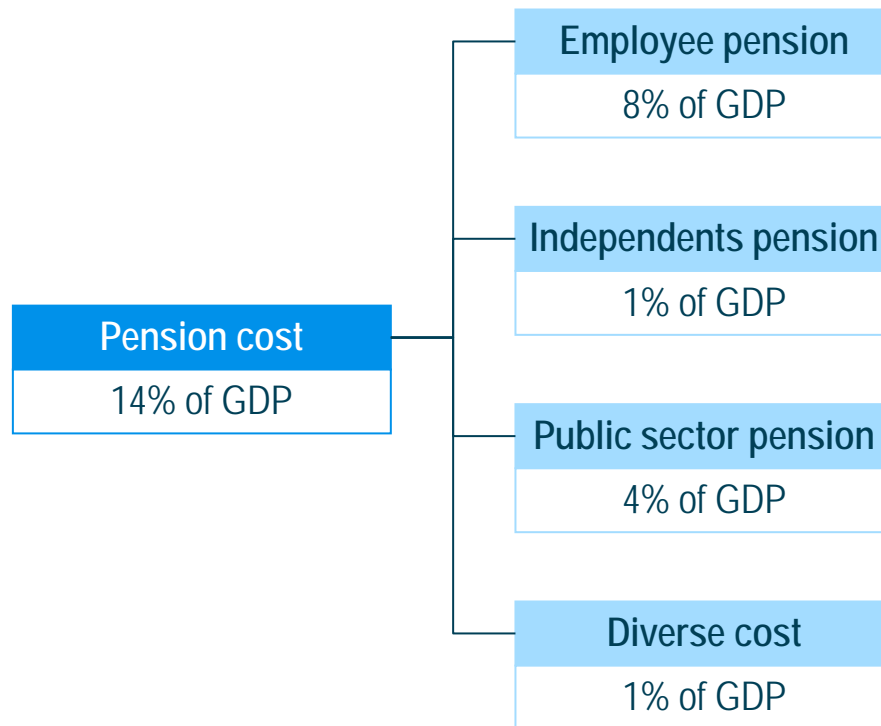 Employee pension
8% of GDP
Independents pension
1% of GDP
Pension cost
14% of GDP
Public sector pension
4% of GDP
Diverse cost
1% of GDP